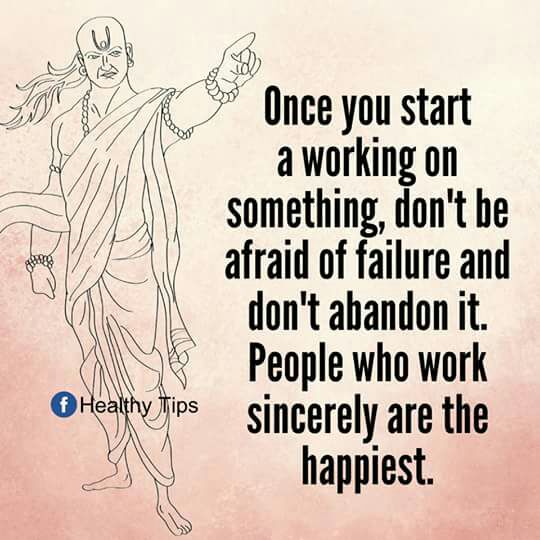 Once you start
a working on
something, don't be
afraid of failure and
don't abandon it.
People who work
sincerely are the
happiest.
f Healthy Tips